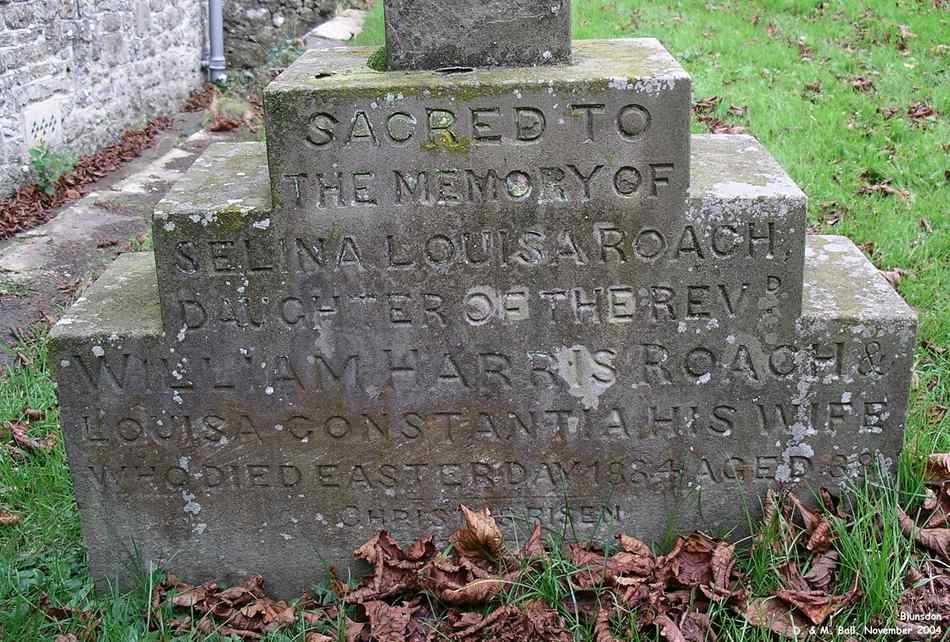 SACRED TO
THE MEMORY OF
SELINA LOUISA ROACH,
DAUGHTER OF THE REVD.
WILLIAM HARRIS ROACH &
LOUISA CONSTANTIA HIS WIFE
WHO DIED EASTER DAY 1884 AGED
CHRIST IS RISEN
Blunsdon
D. & M. Ball, November 2004